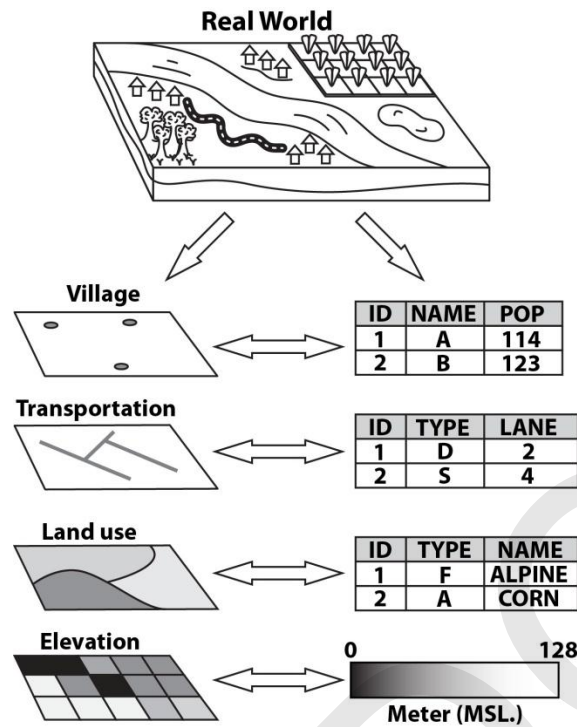 Real World
Village
ID NAME POP
1 A 114
2 B 123
Transportation
ID TYPE LANE
1 D 2
2 S 4
Land use
ID TYPE NAME
1 F ALPINE
2 A CORN
Elevation
0 128
Meter (MSL.)